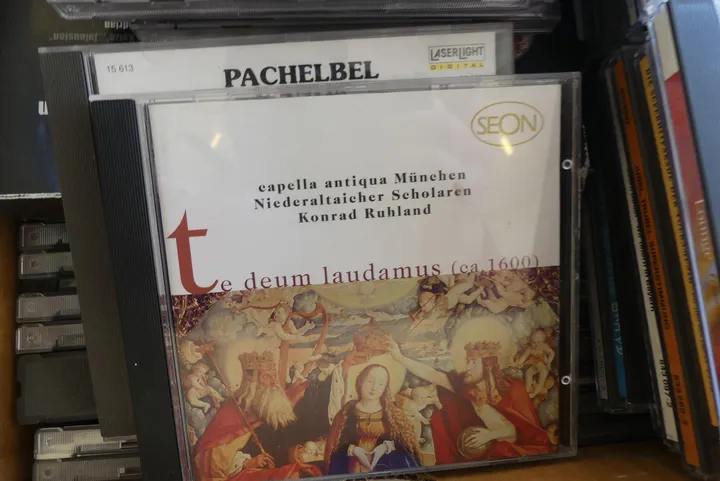 15 613
LASERLIGHT
DIGITAL
PACHELBEL
SEON
capella antiqua München
Niederaltaicher Scholaren
Konrad Ruhland
te deum laudamus (ca 1600)